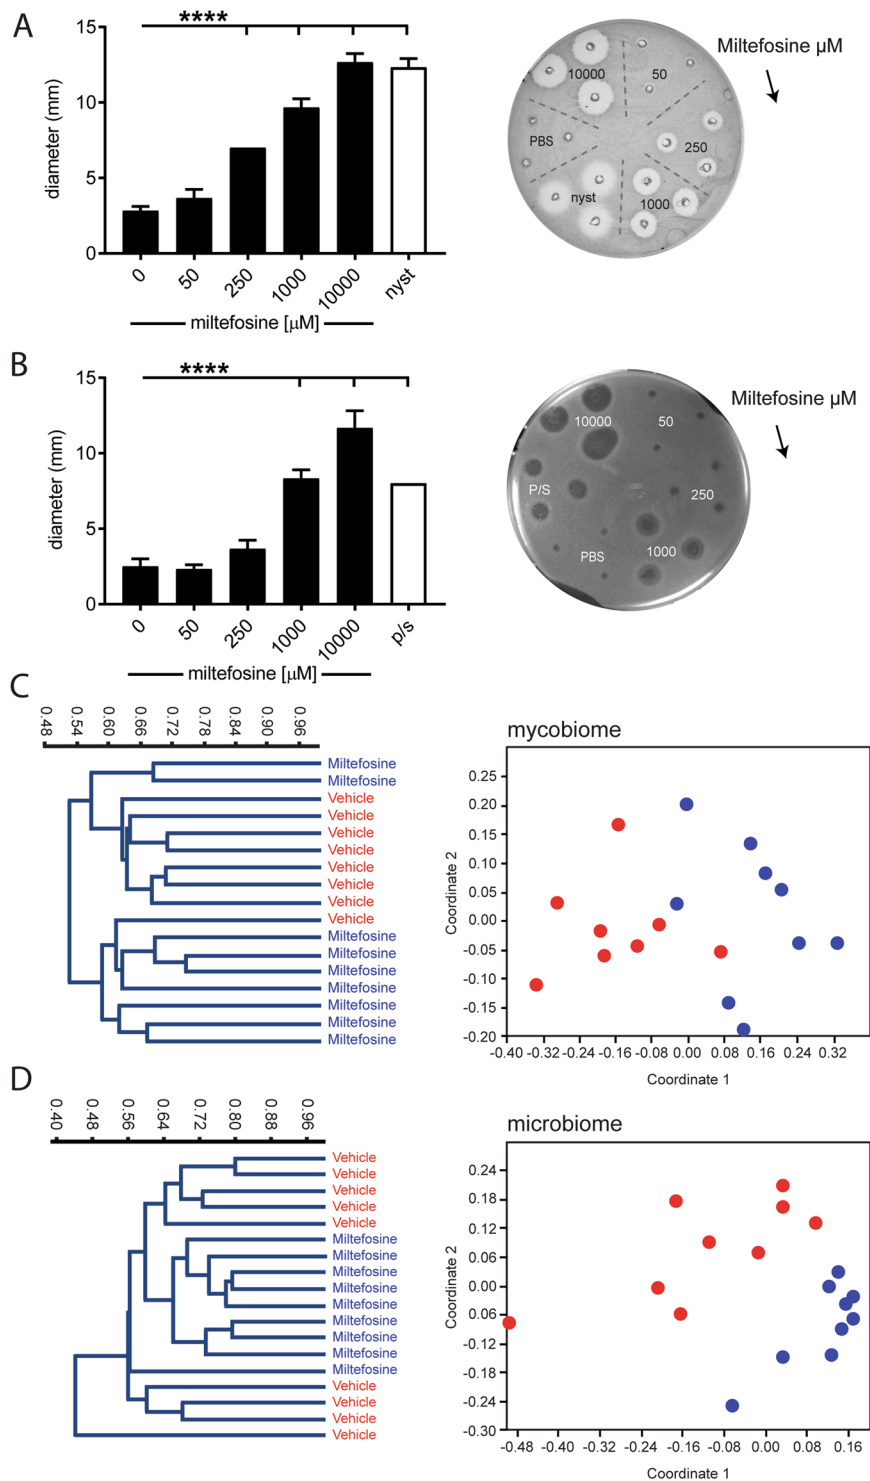 A
****
15
10
5
0
diameter (mm)
0
50
250
1000
10000
nyst
miltefosine [µM]
Miltefosine µM
10000
50
PBS
250
nyst
1000
B
****
15
10
5
0
diameter (mm)
0
50
250
1000
10000
p/s
miltefosine [µM]
Miltefosine µM
10000
50
P/S
250
PBS
1000
C
0.48
0.54
0.60
0.66
0.72
0.78
0.84
0.90
0.96
Miltefosine
Miltefosine
Vehicle
Vehicle
Vehicle
Vehicle
Vehicle
Vehicle
Vehicle
Vehicle
Miltefosine
Miltefosine
Miltefosine
Miltefosine
Miltefosine
Miltefosine
Miltefosine
mycobiome
0.25
0.20
0.15
0.10
0.05
0.00
-0.05
-0.10
-0.15
-0.20
Coordinate 2
-0.40 -0.32 -0.24 -0.16 -0.08 0.00 0.08 0.16 0.24 0.32
Coordinate 1
D
0.40
0.48
0.56
0.64
0.72
0.80
0.88
0.96
Vehicle
Vehicle
Vehicle
Vehicle
Vehicle
Miltefosine
Miltefosine
Miltefosine
Miltefosine
Miltefosine
Miltefosine
Miltefosine
Miltefosine
Miltefosine
Vehicle
Vehicle
Vehicle
Vehicle
microbiome
0.24
0.18
0.12
0.06
0.00
0.06
-0.12
-0.18
-0.24
-0.30
Coordinate 2
-0.48 -0.40 -0.32 -0.24 -0.16 -0.08 0.00 0.08 0.16
Coordinate 1